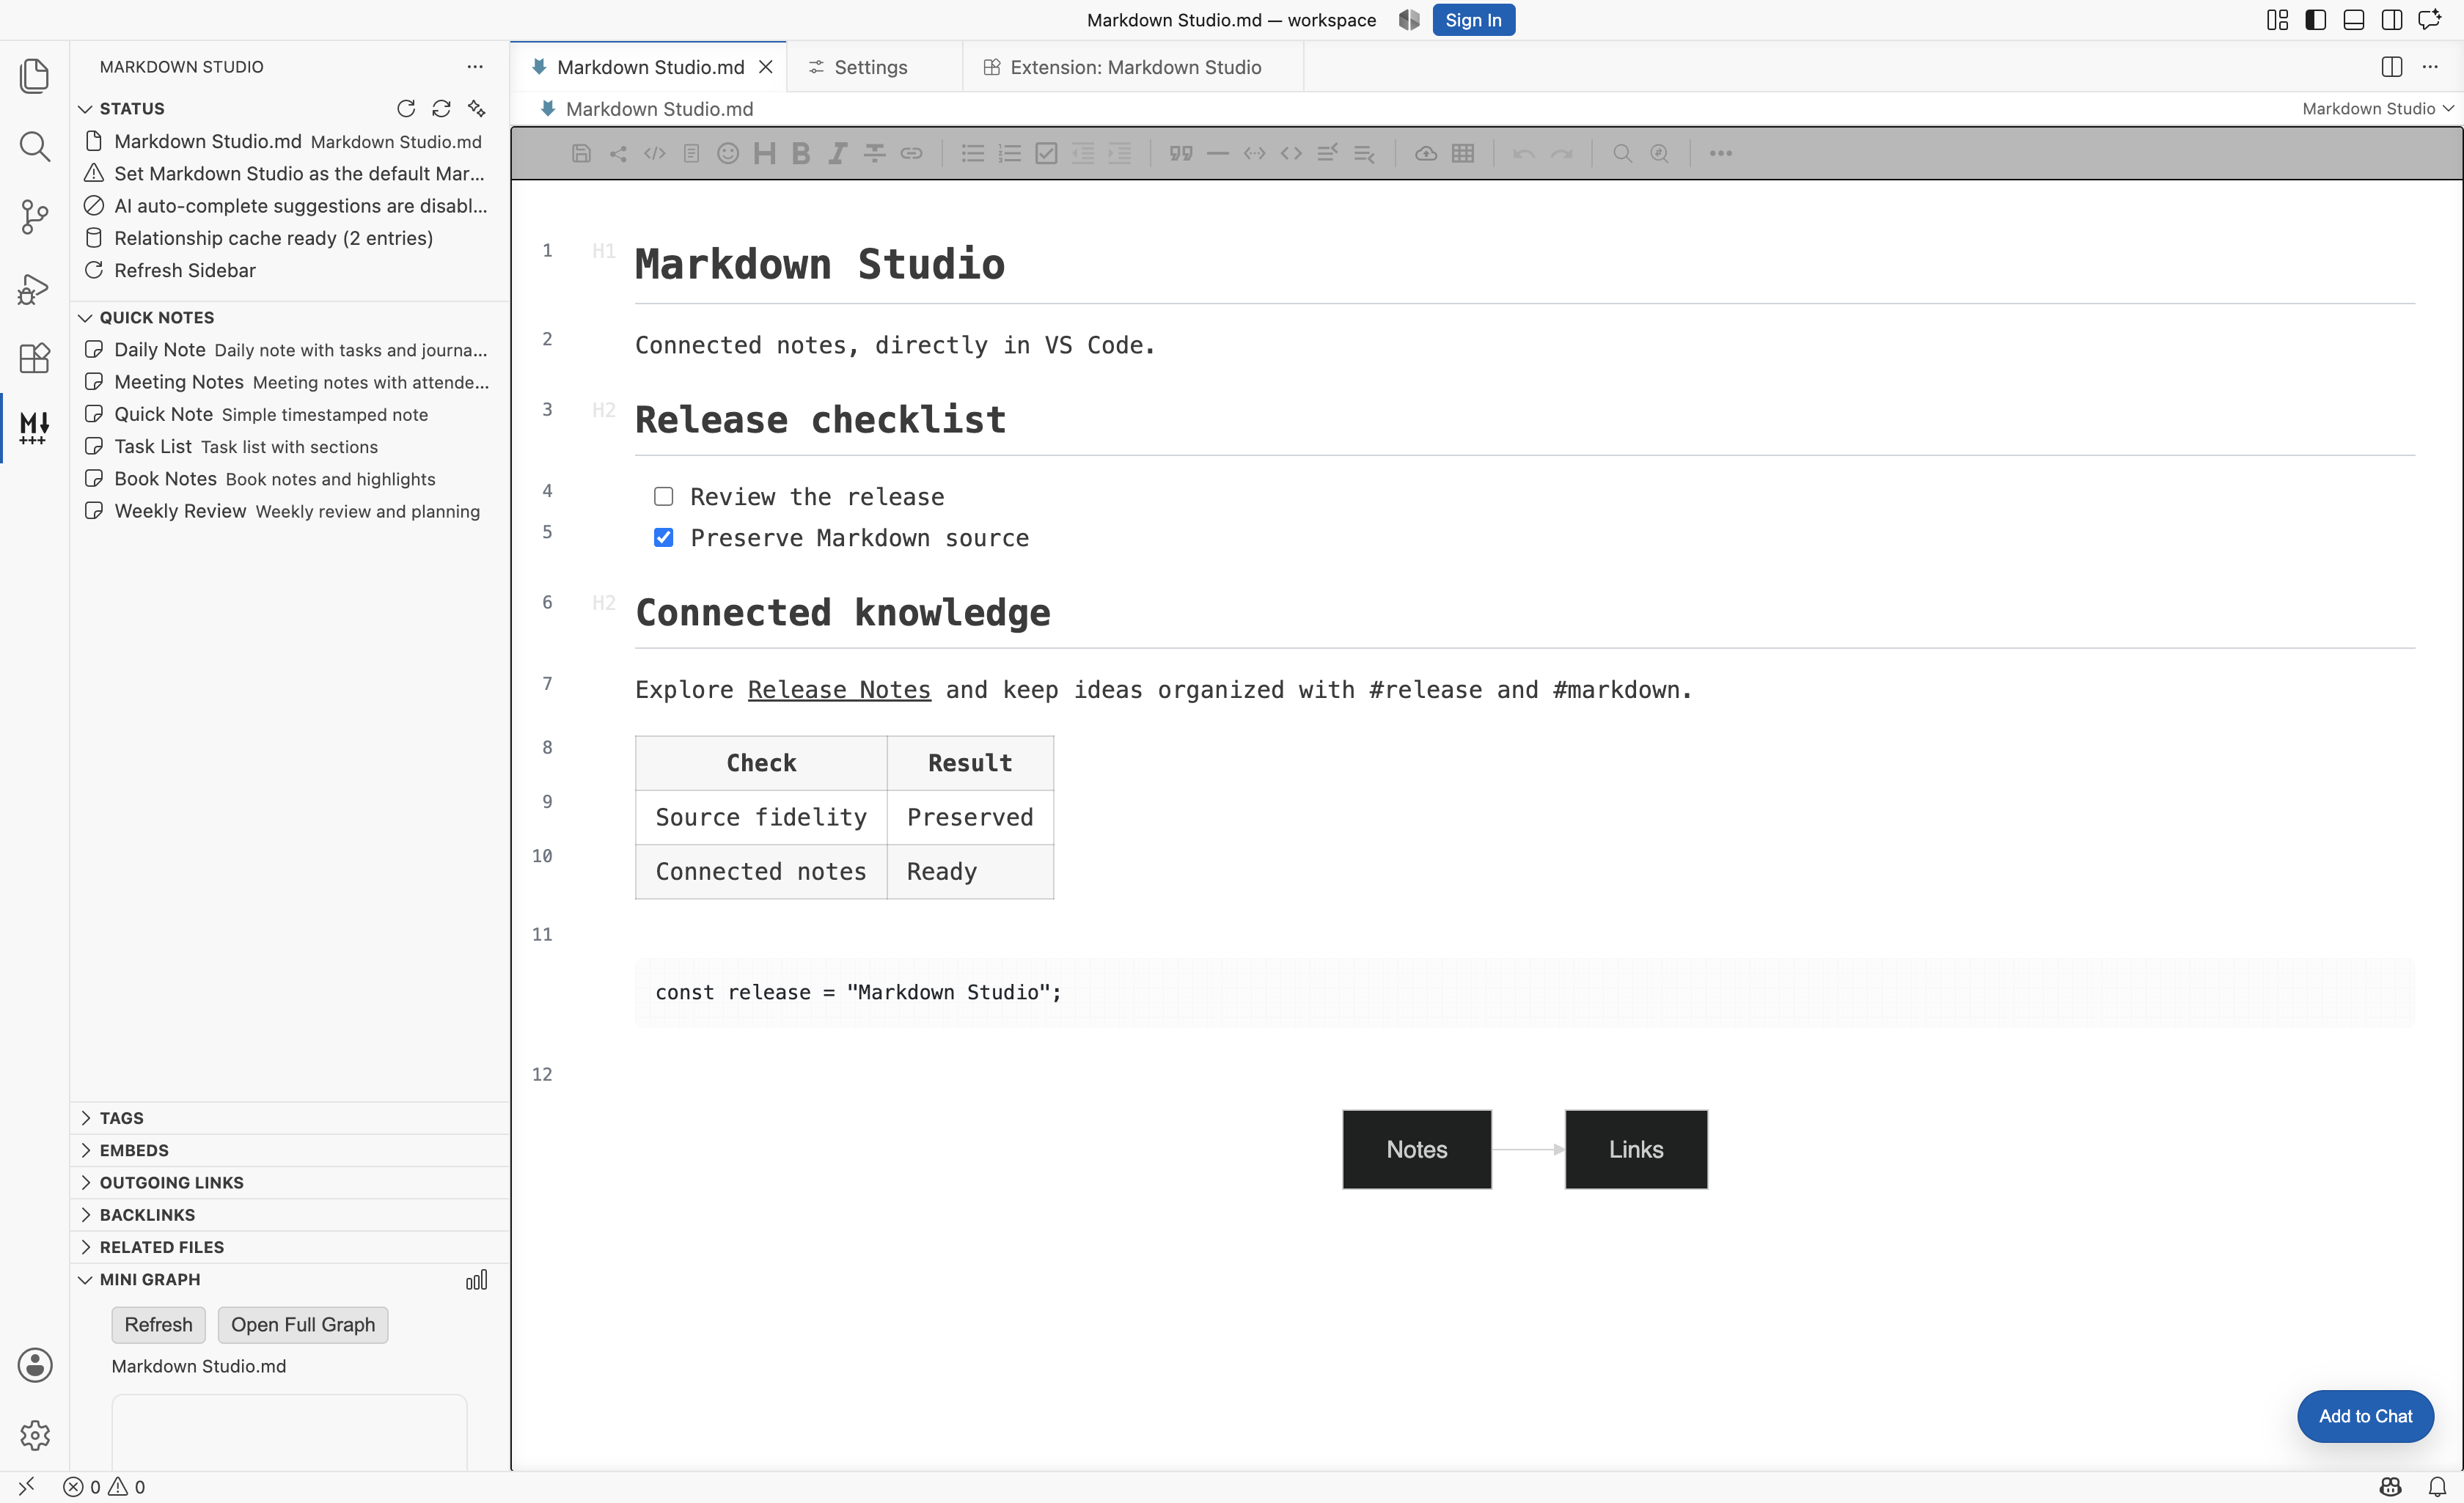 Markdown Studio.md — workspace
Sign In
MARKDOWN STUDIO
STATUS
Markdown Studio.md Markdown Studio.md
Set Markdown Studio as the default Mar...
AI auto-complete suggestions are disabl...
Relationship cache ready (2 entries)
Refresh Sidebar
QUICK NOTES
Daily Note Daily note with tasks and journa...
Meeting Notes Meeting notes with attende...
Quick Note Simple timestamped note
Task List Task list with sections
Book Notes Book notes and highlights
Weekly Review Weekly review and planning
TAGS
EMBEDS
OUTGOING LINKS
BACKLINKS
RELATED FILES
MINI GRAPH
Refresh Open Full Graph
Markdown Studio.md
0 0
Markdown Studio.md Settings Extension: Markdown Studio
Markdown Studio.md Markdown Studio
1 H1 Markdown Studio
2 Connected notes, directly in VS Code.
3 H2 Release checklist
4 Review the release
5 Preserve Markdown source
6 H2 Connected knowledge
7 Explore Release Notes and keep ideas organized with #release and #markdown.
8 Check Result
9 Source fidelity Preserved
10 Connected notes Ready
11
const release = "Markdown Studio";
12
Notes Links
Add to Chat